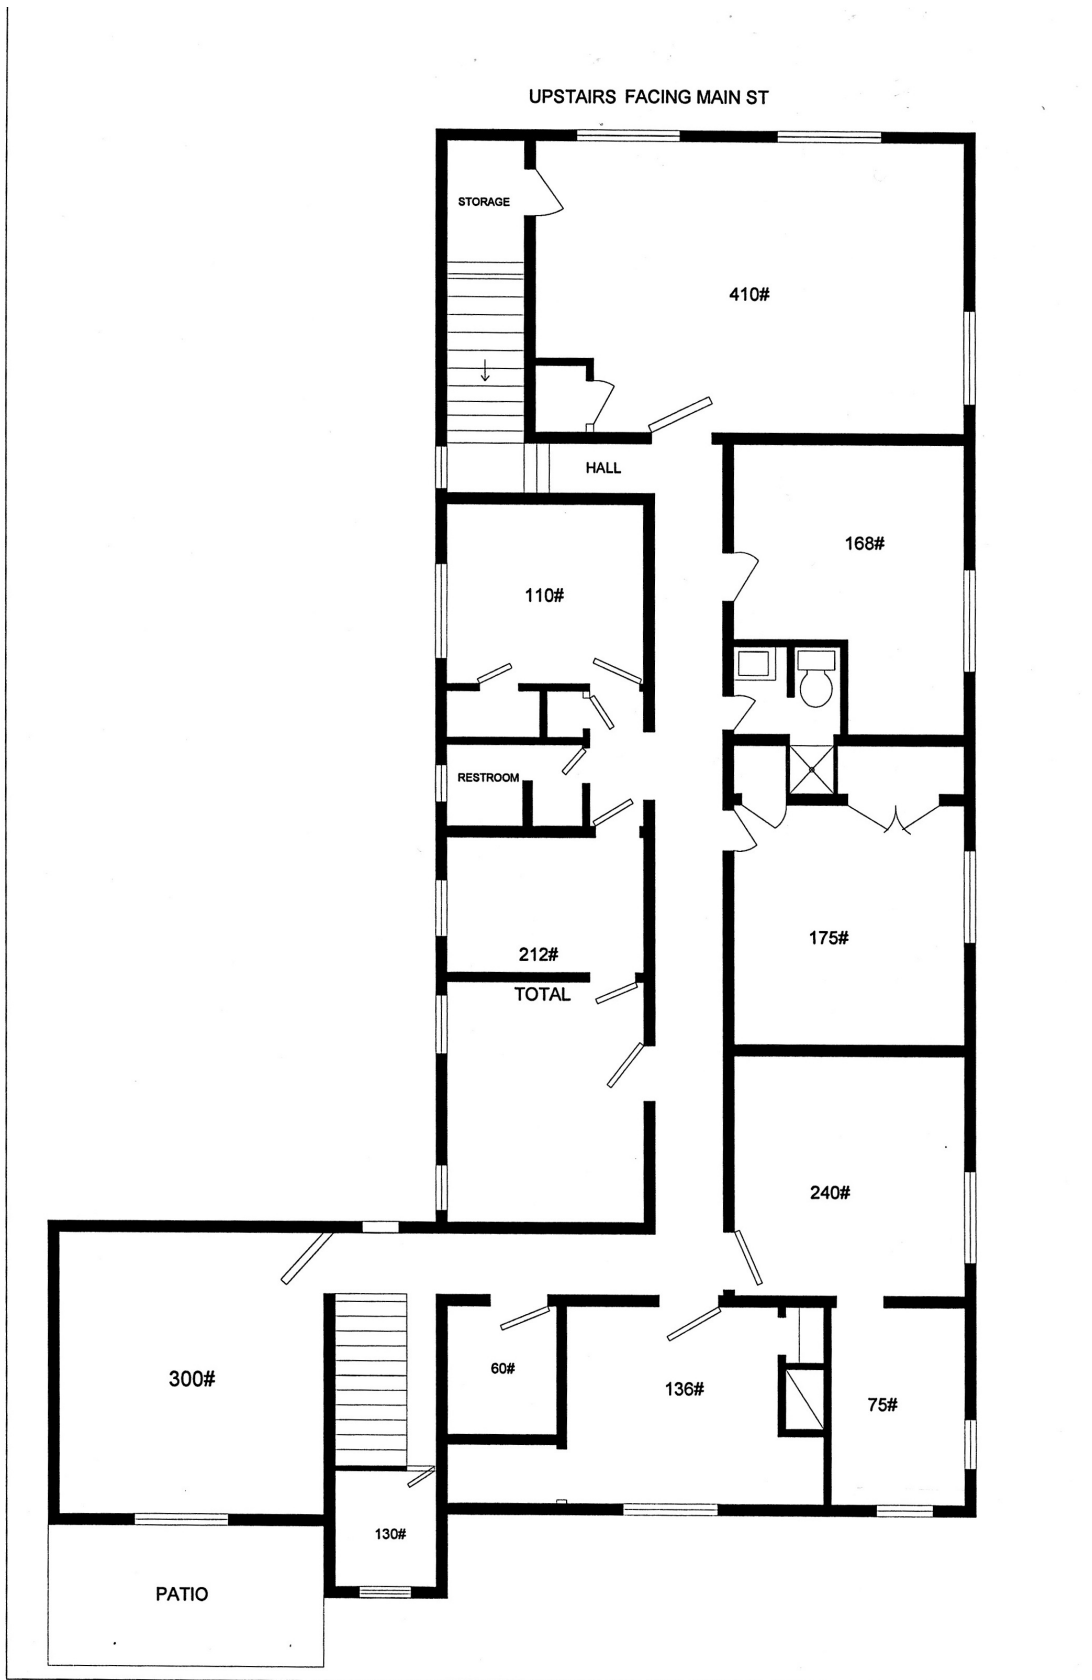 UPSTAIRS FACING MAIN ST
STORAGE
410#
HALL
168#
110#
RESTROOM
175#
212#
TOTAL
240#
60#
300#
136#
75#
130#
PATIO